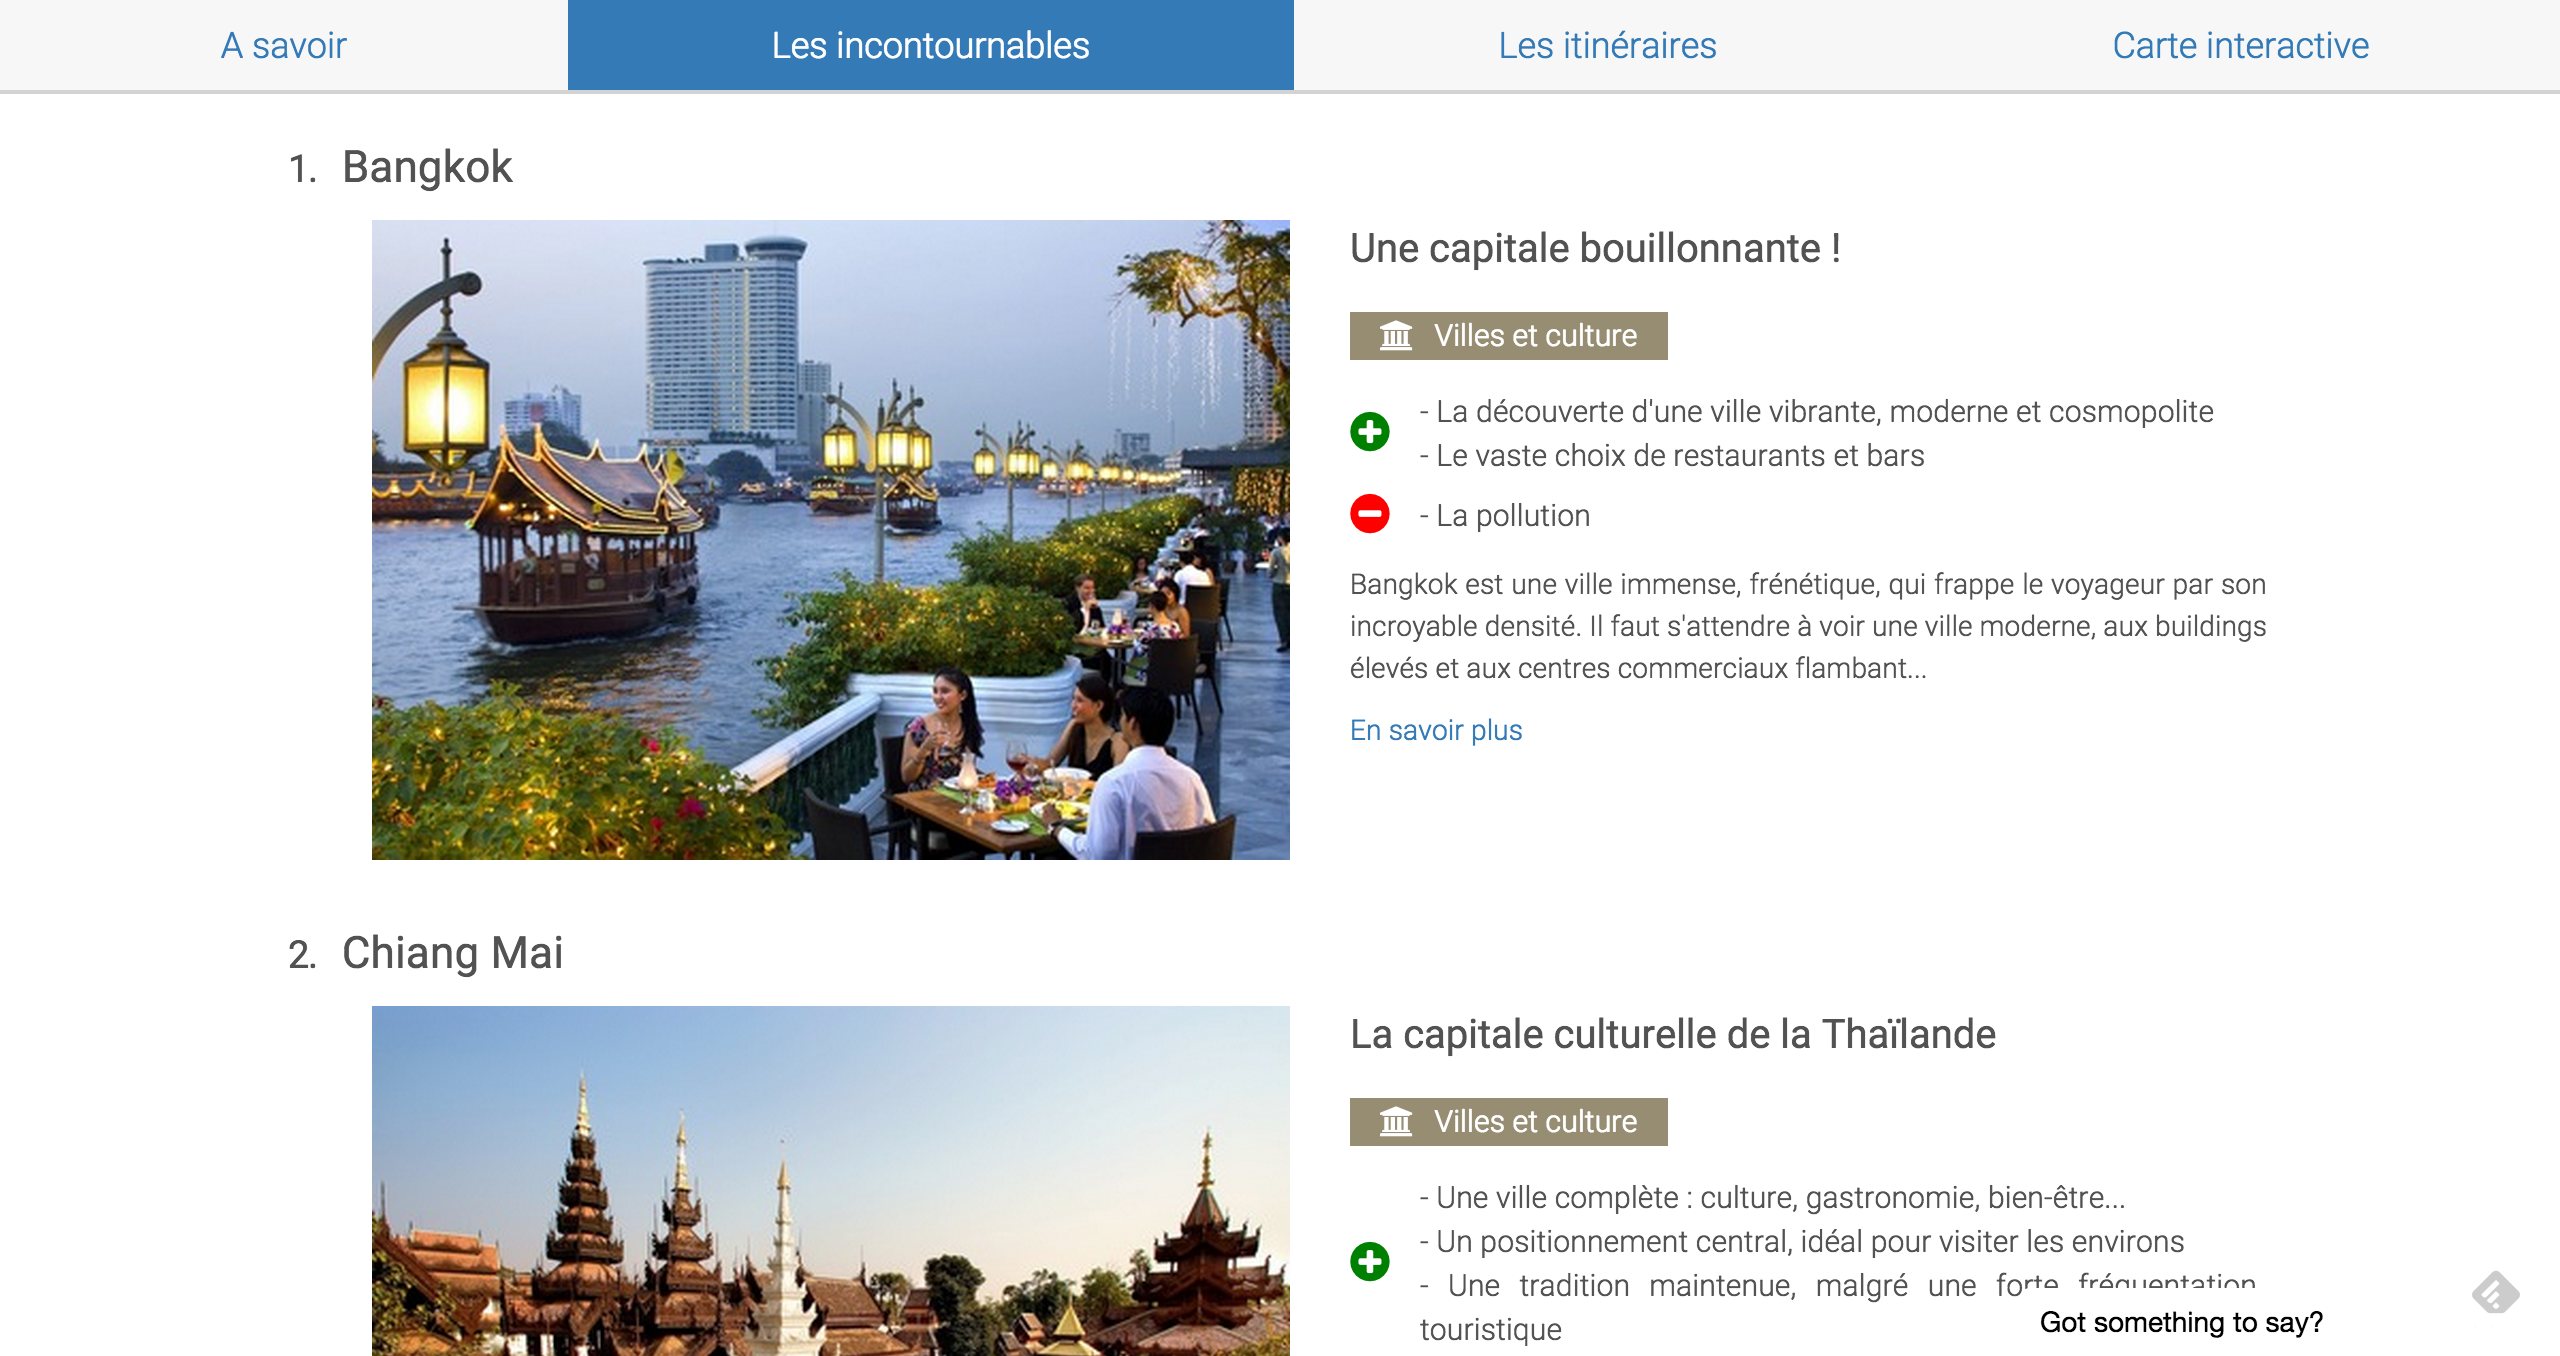 A savoir
Les incontournables
Les itinéraires
Carte interactive
1. Bangkok
Une capitale bouillonnante !
Villes et culture
- La découverte d'une ville vibrante, moderne et cosmopolite
- Le vaste choix de restaurants et bars
- La pollution
Bangkok est une ville immense, frénétique, qui frappe le voyageur par son
incroyable densité. Il faut s'attendre à voir une ville moderne, aux buildings
élevés et aux centres commerciaux flambant...
En savoir plus
2. Chiang Mai
La capitale culturelle de la Thaïlande
Villes et culture
- Une ville complète : culture, gastronomie, bien-être...
- Un positionnement central, idéal pour visiter les environs
- Une tradition maintenue, malgré une forte fréquentation
touristique
Got something to say?